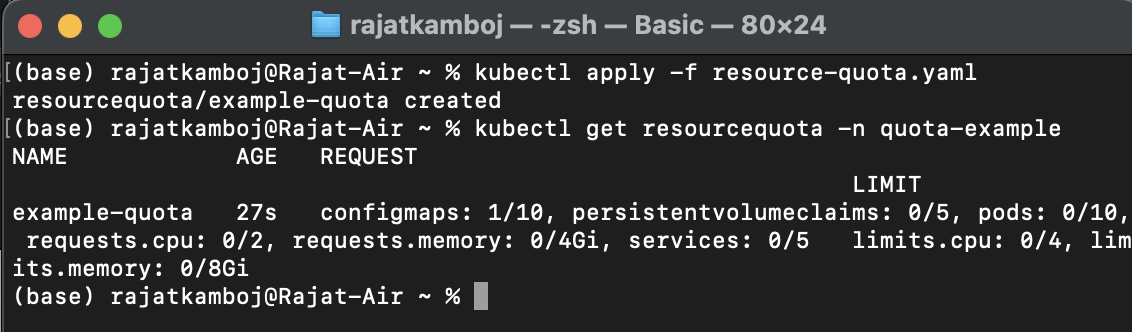 rajatkamboj — -zsh — Basic — 80×24
[(base) rajatkamboj@Rajat-Air ~ % kubectl apply -f resource-quota.yaml
resourcequota/example-quota created
[(base) rajatkamboj@Rajat-Air ~ % kubectl get resourcequota -n quota-example
NAME            AGE   REQUEST
LIMIT
example-quota   27s   configmaps: 1/10, persistentvolumeclaims: 0/5, pods: 0/10,
requests.cpu: 0/2, requests.memory: 0/4Gi, services: 0/5   limits.cpu: 0/4, lim
its.memory: 0/8Gi
(base) rajatkamboj@Rajat-Air ~ %